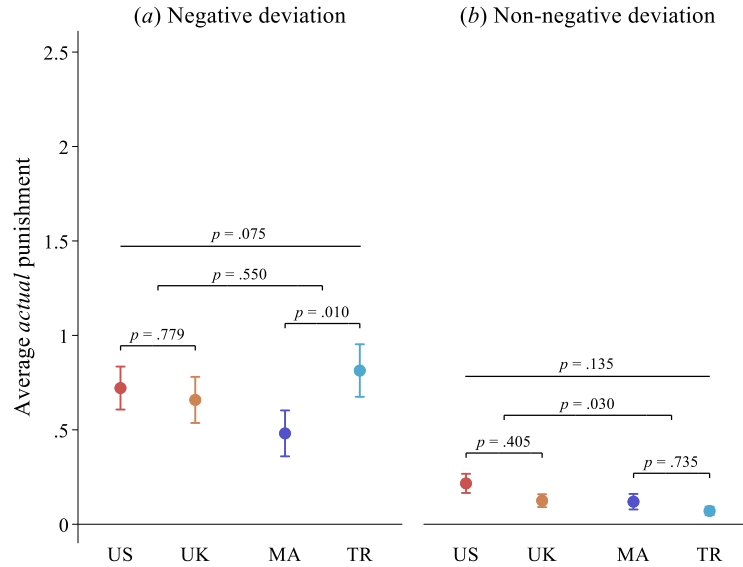 (a) Negative deviation
(b) Non-negative deviation
Average actual punishment
2.5
2
1.5
1
.5
0
p = .075
p = .550
p = .010
p = .779
p = .135
p = .030
p = .405
p = .735
US UK MA TR
US UK MA TR